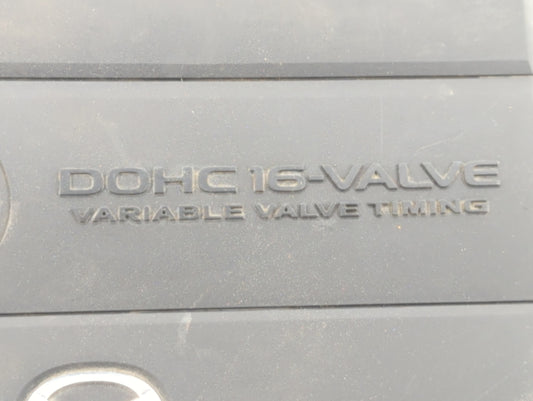 DOHC 16-VALVE
VARIABLE VALVE TIMING